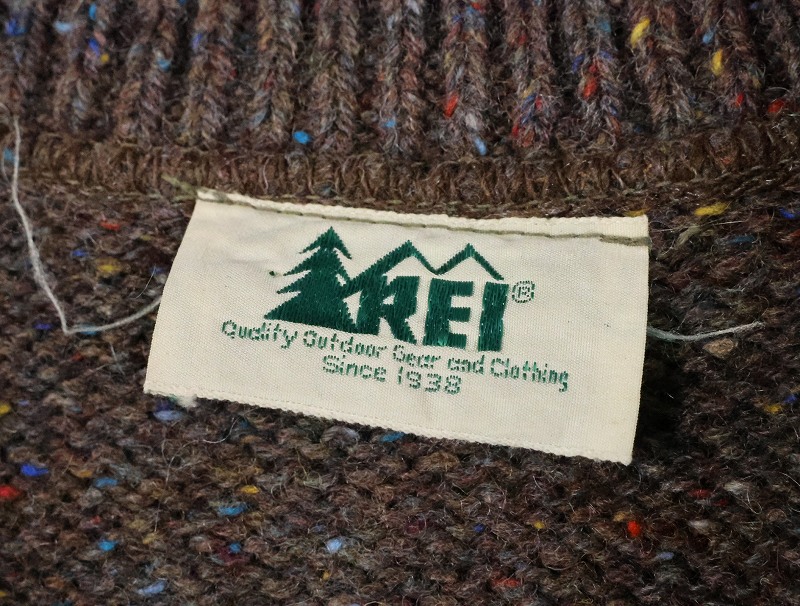 REI®
Quality Outdoor Gear and Clothing
Since 1938